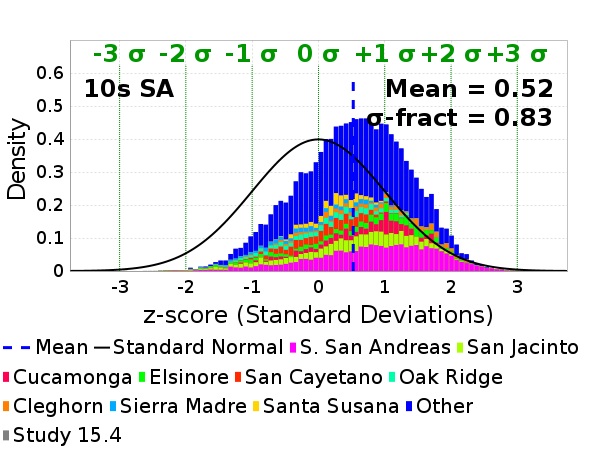 -3 σ -2 σ -1 σ 0 σ +1 σ +2 σ +3 σ
10s SA
Mean = 0.52
σ-fract = 0.83
Density
0.6
0.5
0.4
0.3
0.2
0.1
0
-3 -2 -1 0 1 2 3
z-score (Standard Deviations)
Mean Standard Normal S. San Andreas San Jacinto
Cucamonga Elsinore San Cayetano Oak Ridge
Cleghorn Sierra Madre Santa Susana Other
Study 15.4